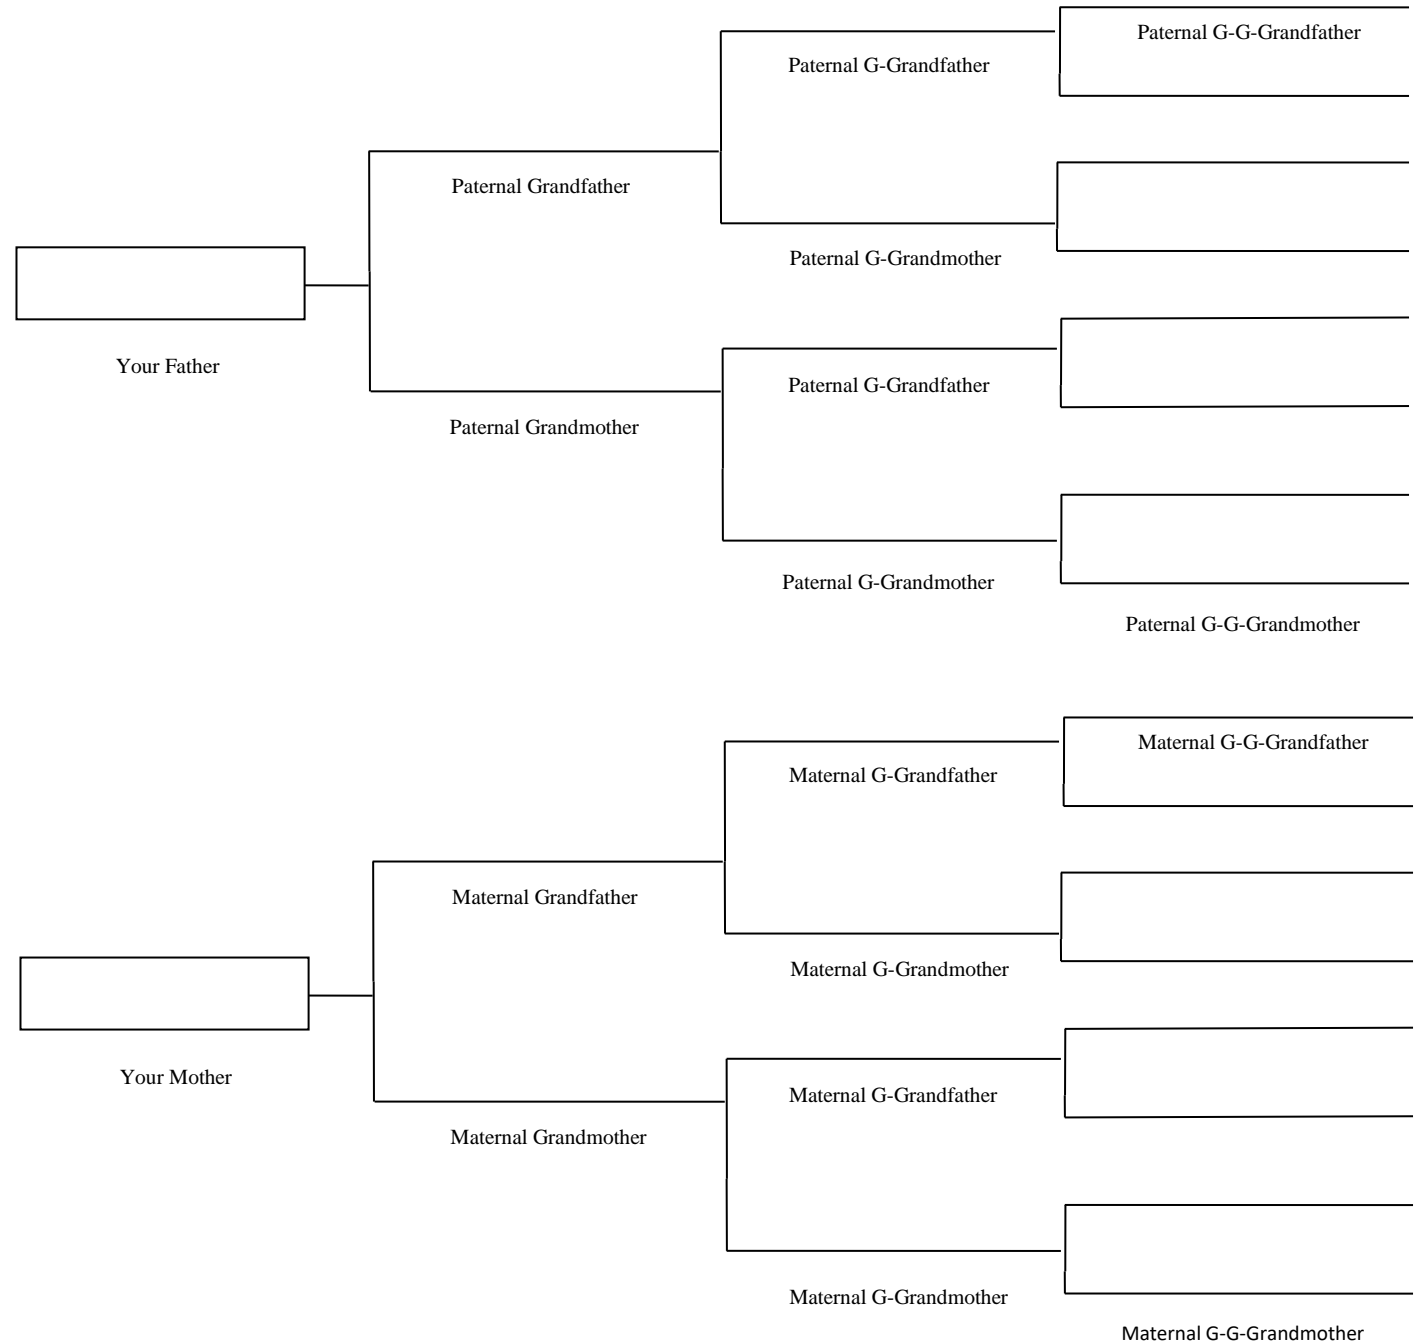 Paternal G-G-Grandfather
Paternal G-Grandfather
Paternal Grandfather
Paternal G-Grandmother
Your Father
Paternal G-Grandfather
Paternal Grandmother
Paternal G-Grandmother
Paternal G-G-Grandmother
Maternal G-G-Grandfather
Maternal G-Grandfather
Maternal Grandfather
Maternal G-Grandmother
Your Mother
Maternal G-Grandfather
Maternal Grandmother
Maternal G-Grandmother
Maternal G-G-Grandmother